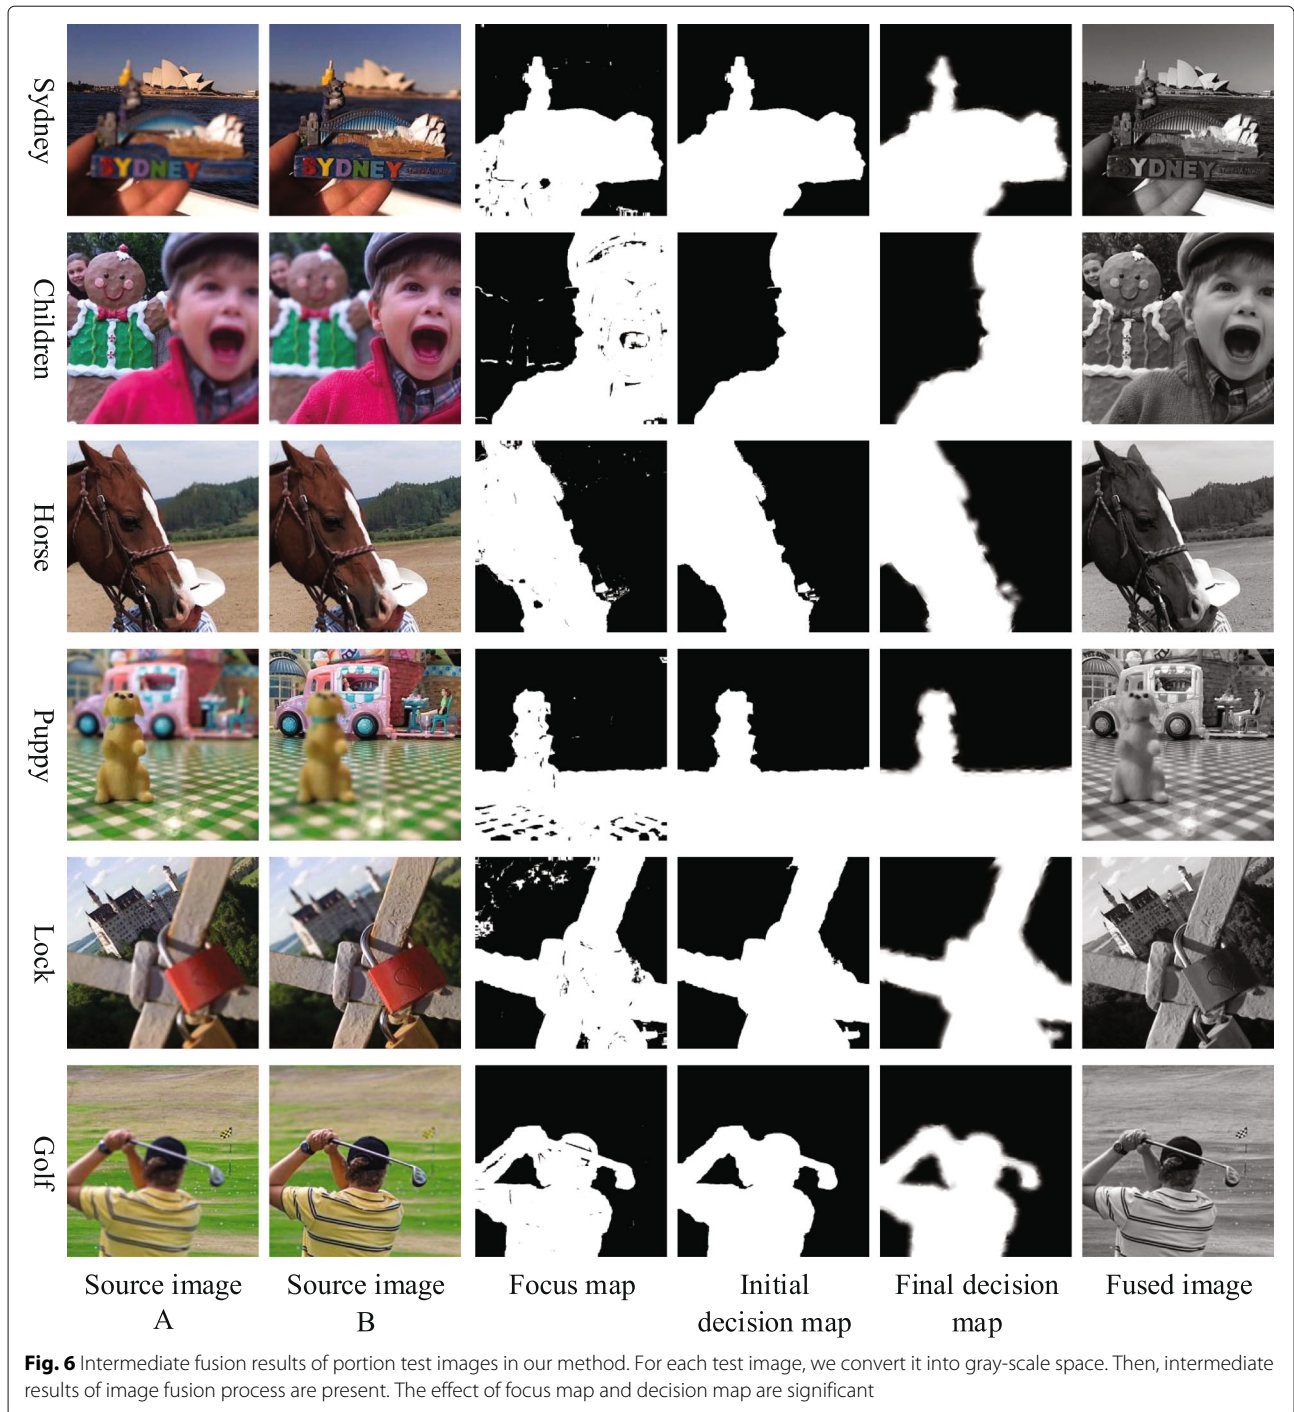 Sydney
SYDNEY
SYDNEY
YDNEY
Children
Horse
Puppy
Lock
Golf
Source image
A
Source image
B
Focus map
Initial
decision map
Final decision
map
Fused image
Fig. 6 Intermediate fusion results of portion test images in our method. For each test image, we convert it into gray-scale space. Then, intermediate
results of image fusion process are present. The effect of focus map and decision map are significant